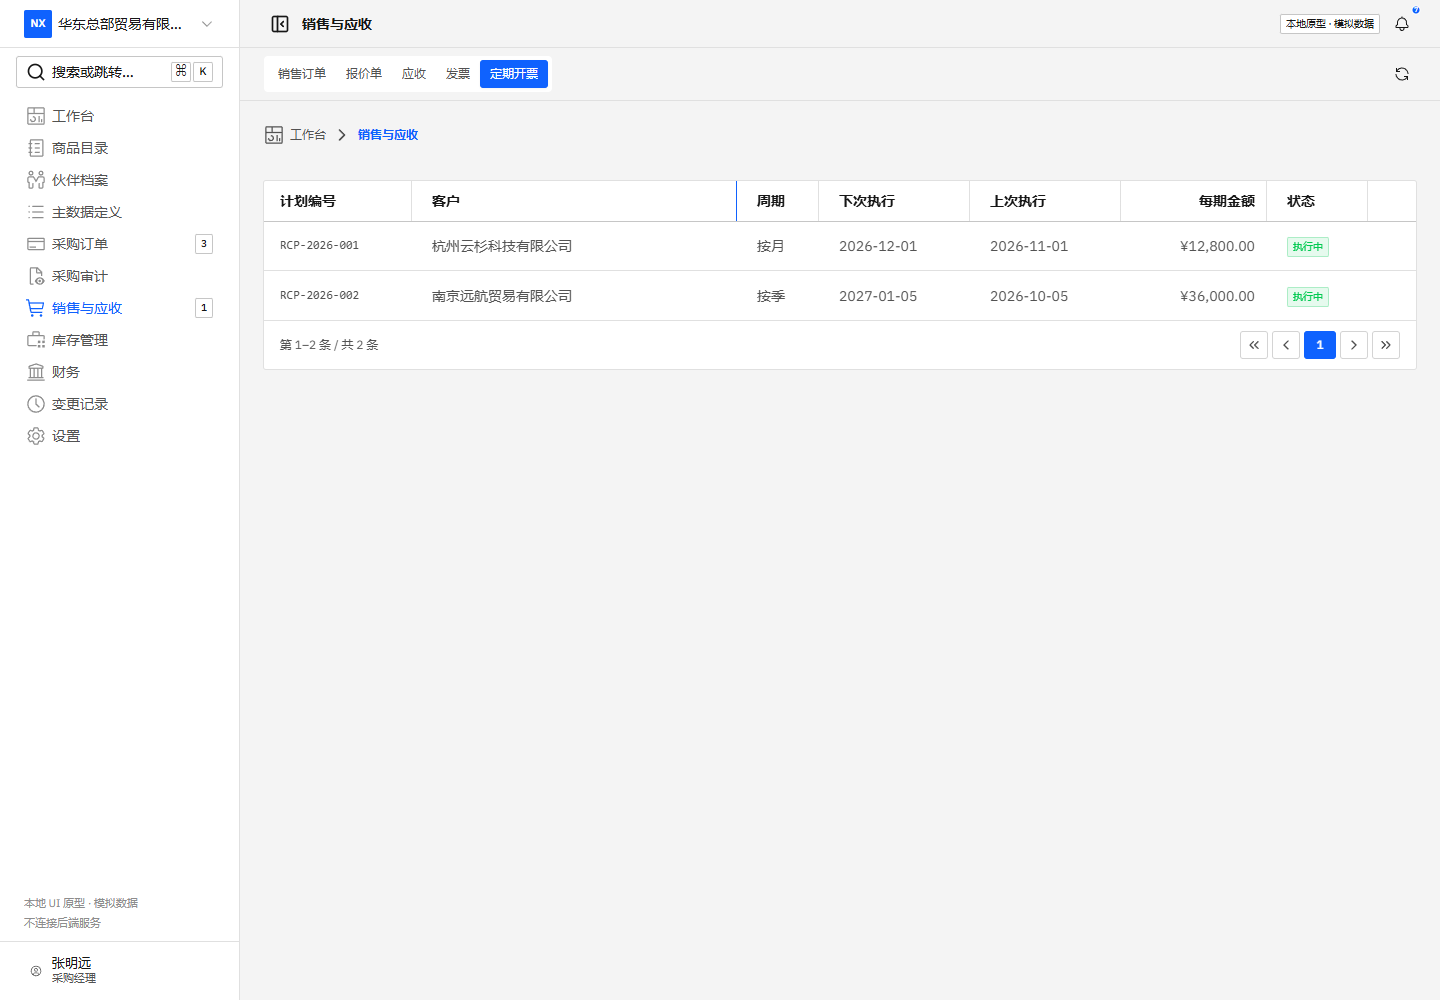 NX 华东总部贸易有限...
销售与应收
本地原型 · 模拟数据
搜索或跳转... ⌘ K
销售订单 报价单 应收 发票 定期开票
工作台
商品目录
伙伴档案
主数据定义
采购订单 3
采购审计
销售与应收 1
库存管理
财务
变更记录
设置
工作台 销售与应收
计划编号 客户 周期 下次执行 上次执行 每期金额 状态
RCP-2026-001 杭州云杉科技有限公司 按月 2026-12-01 2026-11-01 ¥12,800.00 执行中
RCP-2026-002 南京远航贸易有限公司 按季 2027-01-05 2026-10-05 ¥36,000.00 执行中
第 1–2 条 / 共 2 条 1
本地 UI 原型 · 模拟数据
不连接后端服务
张明远
采购经理